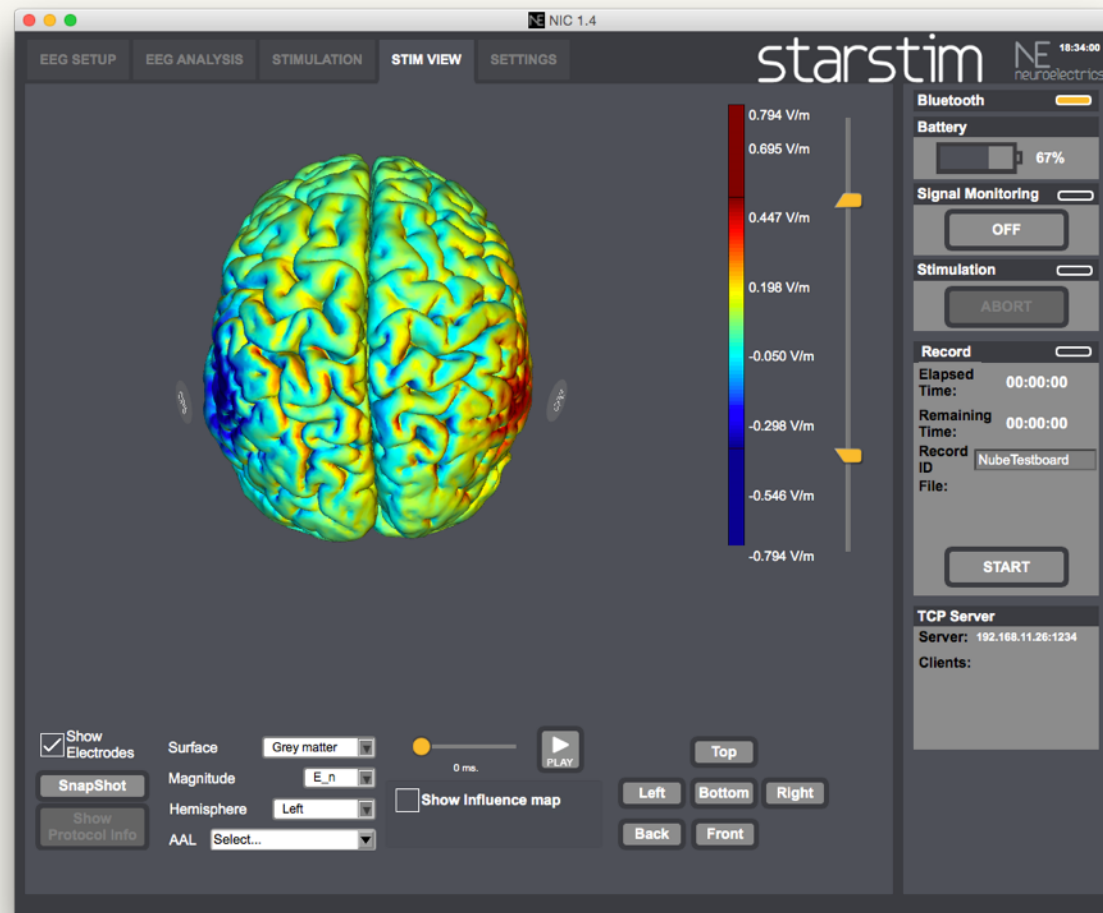 NE NIC 1.4
EEG SETUP EEG ANALYSIS STIMULATION STIM VIEW SETTINGS
starstim NE 18:34:00
neuroelectrics
Bluetooth
Battery
67%
Signal Monitoring
OFF
Stimulation
ABORT
Record
Elapsed
Time: 00:00:00
Remaining
Time: 00:00:00
Record
ID NubeTestboard
File:
START
TCP Server
Server: 192.168.11.26:1234
Clients:
0.794 V/m
0.695 V/m
0.447 V/m
0.198 V/m
-0.050 V/m
-0.298 V/m
-0.546 V/m
-0.794 V/m
Show
Electrodes
SnapShot
Show
Protocol Info
Surface Grey matter
Magnitude E_n
Hemisphere Left
AAL Select...
0 ms.
PLAY
Show Influence map
Top
Left Bottom Right
Back Front